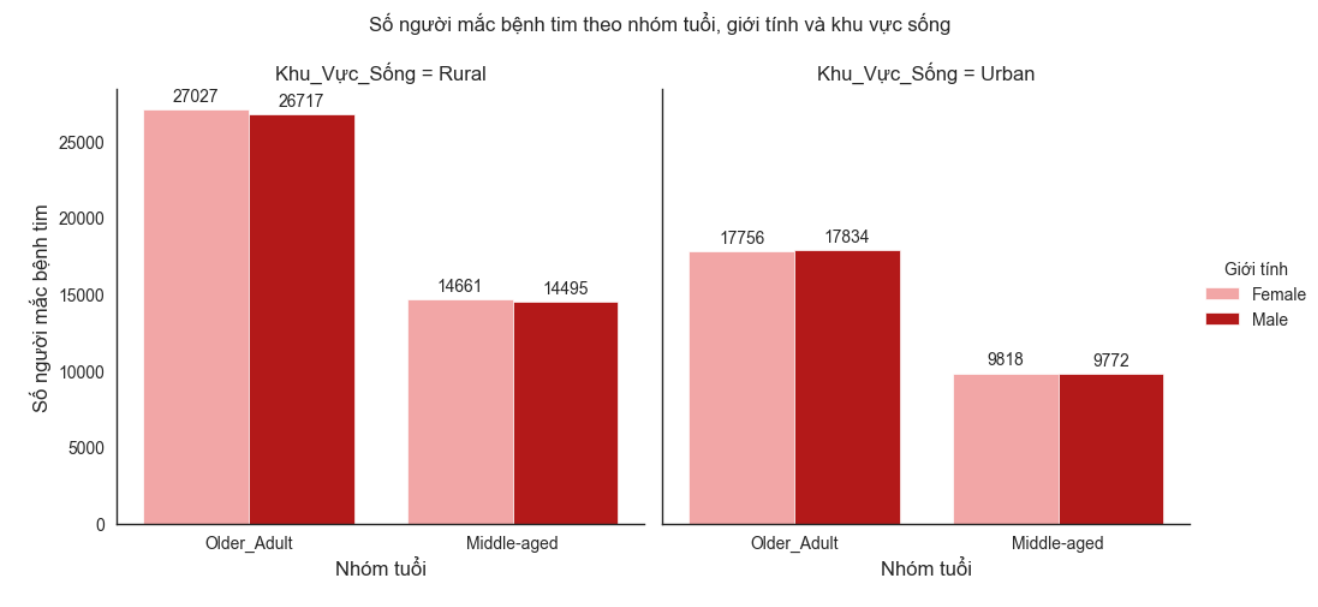 Số người mắc bệnh tim theo nhóm tuổi, giới tính và khu vực sống
Khu_Vực_Sống = Rural
Khu_Vực_Sống = Urban
Số người mắc bệnh tim
25000
20000
15000
10000
5000
0
27027
26717
14661
14495
17756
17834
9818
9772
Older_Adult
Middle-aged
Older_Adult
Middle-aged
Nhóm tuổi
Nhóm tuổi
Giới tính
Female
Male